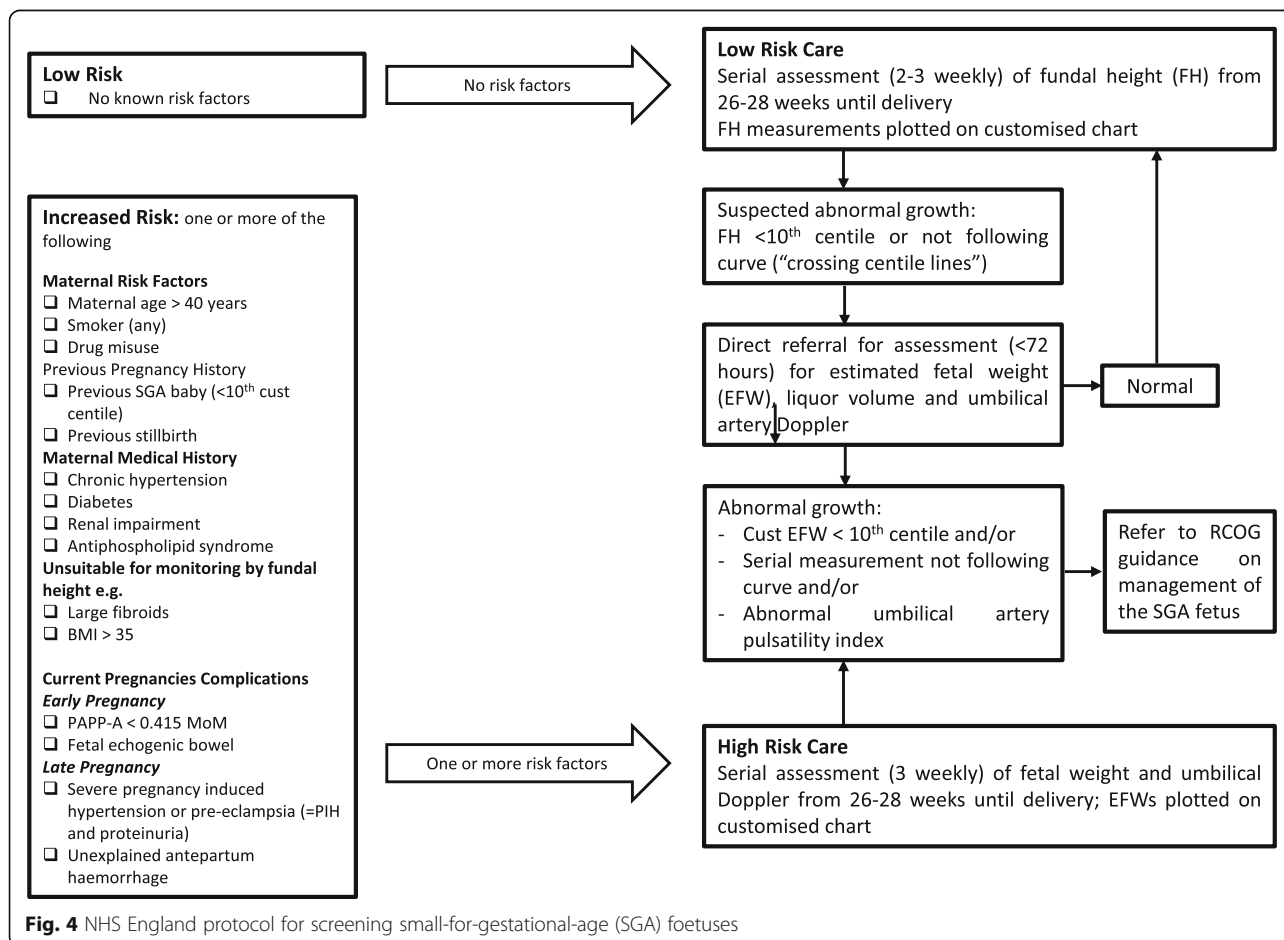 Low Risk
❑ No known risk factors
No risk factors
Low Risk Care
Serial assessment (2-3 weekly) of fundal height (FH) from
26-28 weeks until delivery
FH measurements plotted on customised chart
Increased Risk: one or more of the
following
Maternal Risk Factors
❑ Maternal age > 40 years
❑ Smoker (any)
❑ Drug misuse
Previous Pregnancy History
❑ Previous SGA baby (<10th cust
centile)
❑ Previous stillbirth
Maternal Medical History
❑ Chronic hypertension
❑ Diabetes
❑ Renal impairment
❑ Antiphospholipid syndrome
Unsuitable for monitoring by fundal
height e.g.
❑ Large fibroids
❑ BMI > 35
Current Pregnancies Complications
Early Pregnancy
❑ PAPP-A < 0.415 MoM
❑ Fetal echogenic bowel
Late Pregnancy
❑ Severe pregnancy induced
hypertension or pre-eclampsia (=PIH
and proteinuria)
❑ Unexplained antepartum
haemorrhage
Suspected abnormal growth:
FH <10th centile or not following
curve (“crossing centile lines”)
Direct referral for assessment (<72
hours) for estimated fetal weight
(EFW), liquor volume and umbilical
artery Doppler
Normal
Abnormal growth:
- Cust EFW < 10th centile and/or
- Serial measurement not following
curve and/or
- Abnormal umbilical artery
pulsatility index
Refer to RCOG
guidance on
management of
the SGA fetus
One or more risk factors
High Risk Care
Serial assessment (3 weekly) of fetal weight and umbilical
Doppler from 26-28 weeks until delivery; EFWs plotted on
customised chart
Fig. 4 NHS England protocol for screening small-for-gestational-age (SGA) foetuses